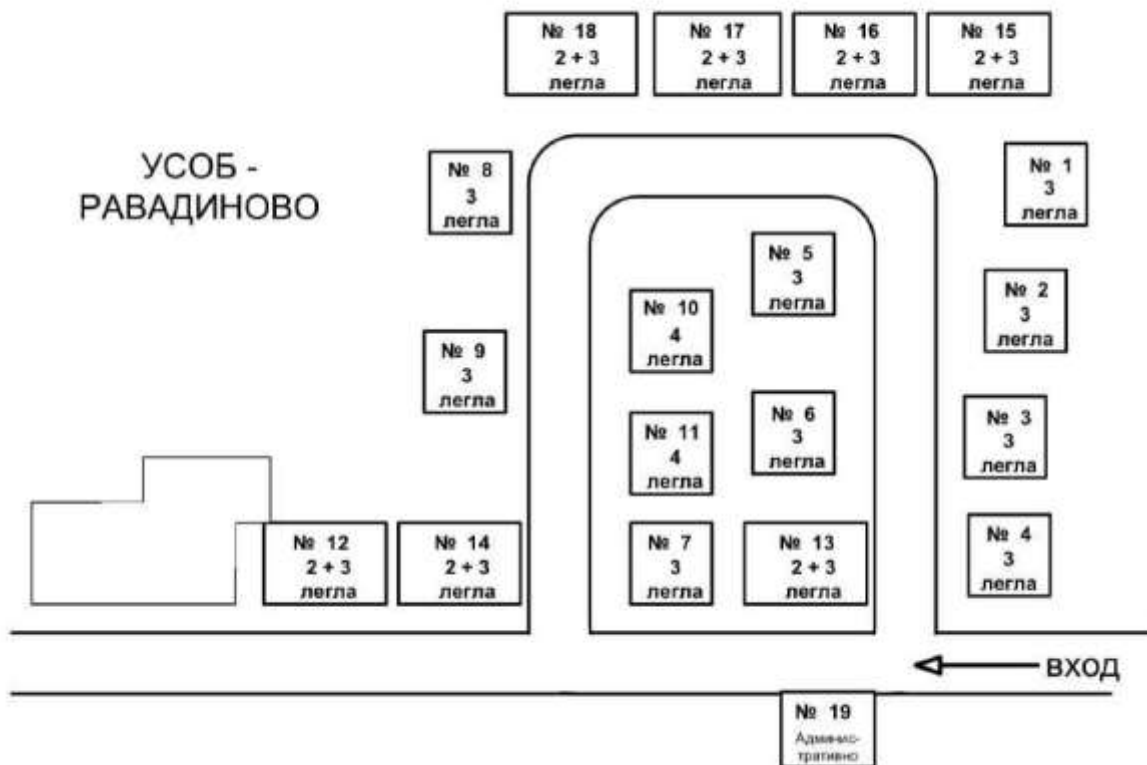 № 18
2 + 3
легла
№ 17
2 + 3
легла
№ 16
2 + 3
легла
№ 15
2 + 3
легла
УСОБ -
РАВАДИНОВО
№ 8
3
легла
№ 1
3
легла
№ 5
3
легла
№ 2
3
легла
№ 10
4
легла
№ 9
3
легла
№ 6
3
легла
№ 3
3
легла
№ 11
4
легла
№ 12
2 + 3
легла
№ 14
2 + 3
легла
№ 7
3
легла
№ 13
2 + 3
легла
№ 4
3
легла
ВХОД
№ 19
Админис-
тративно